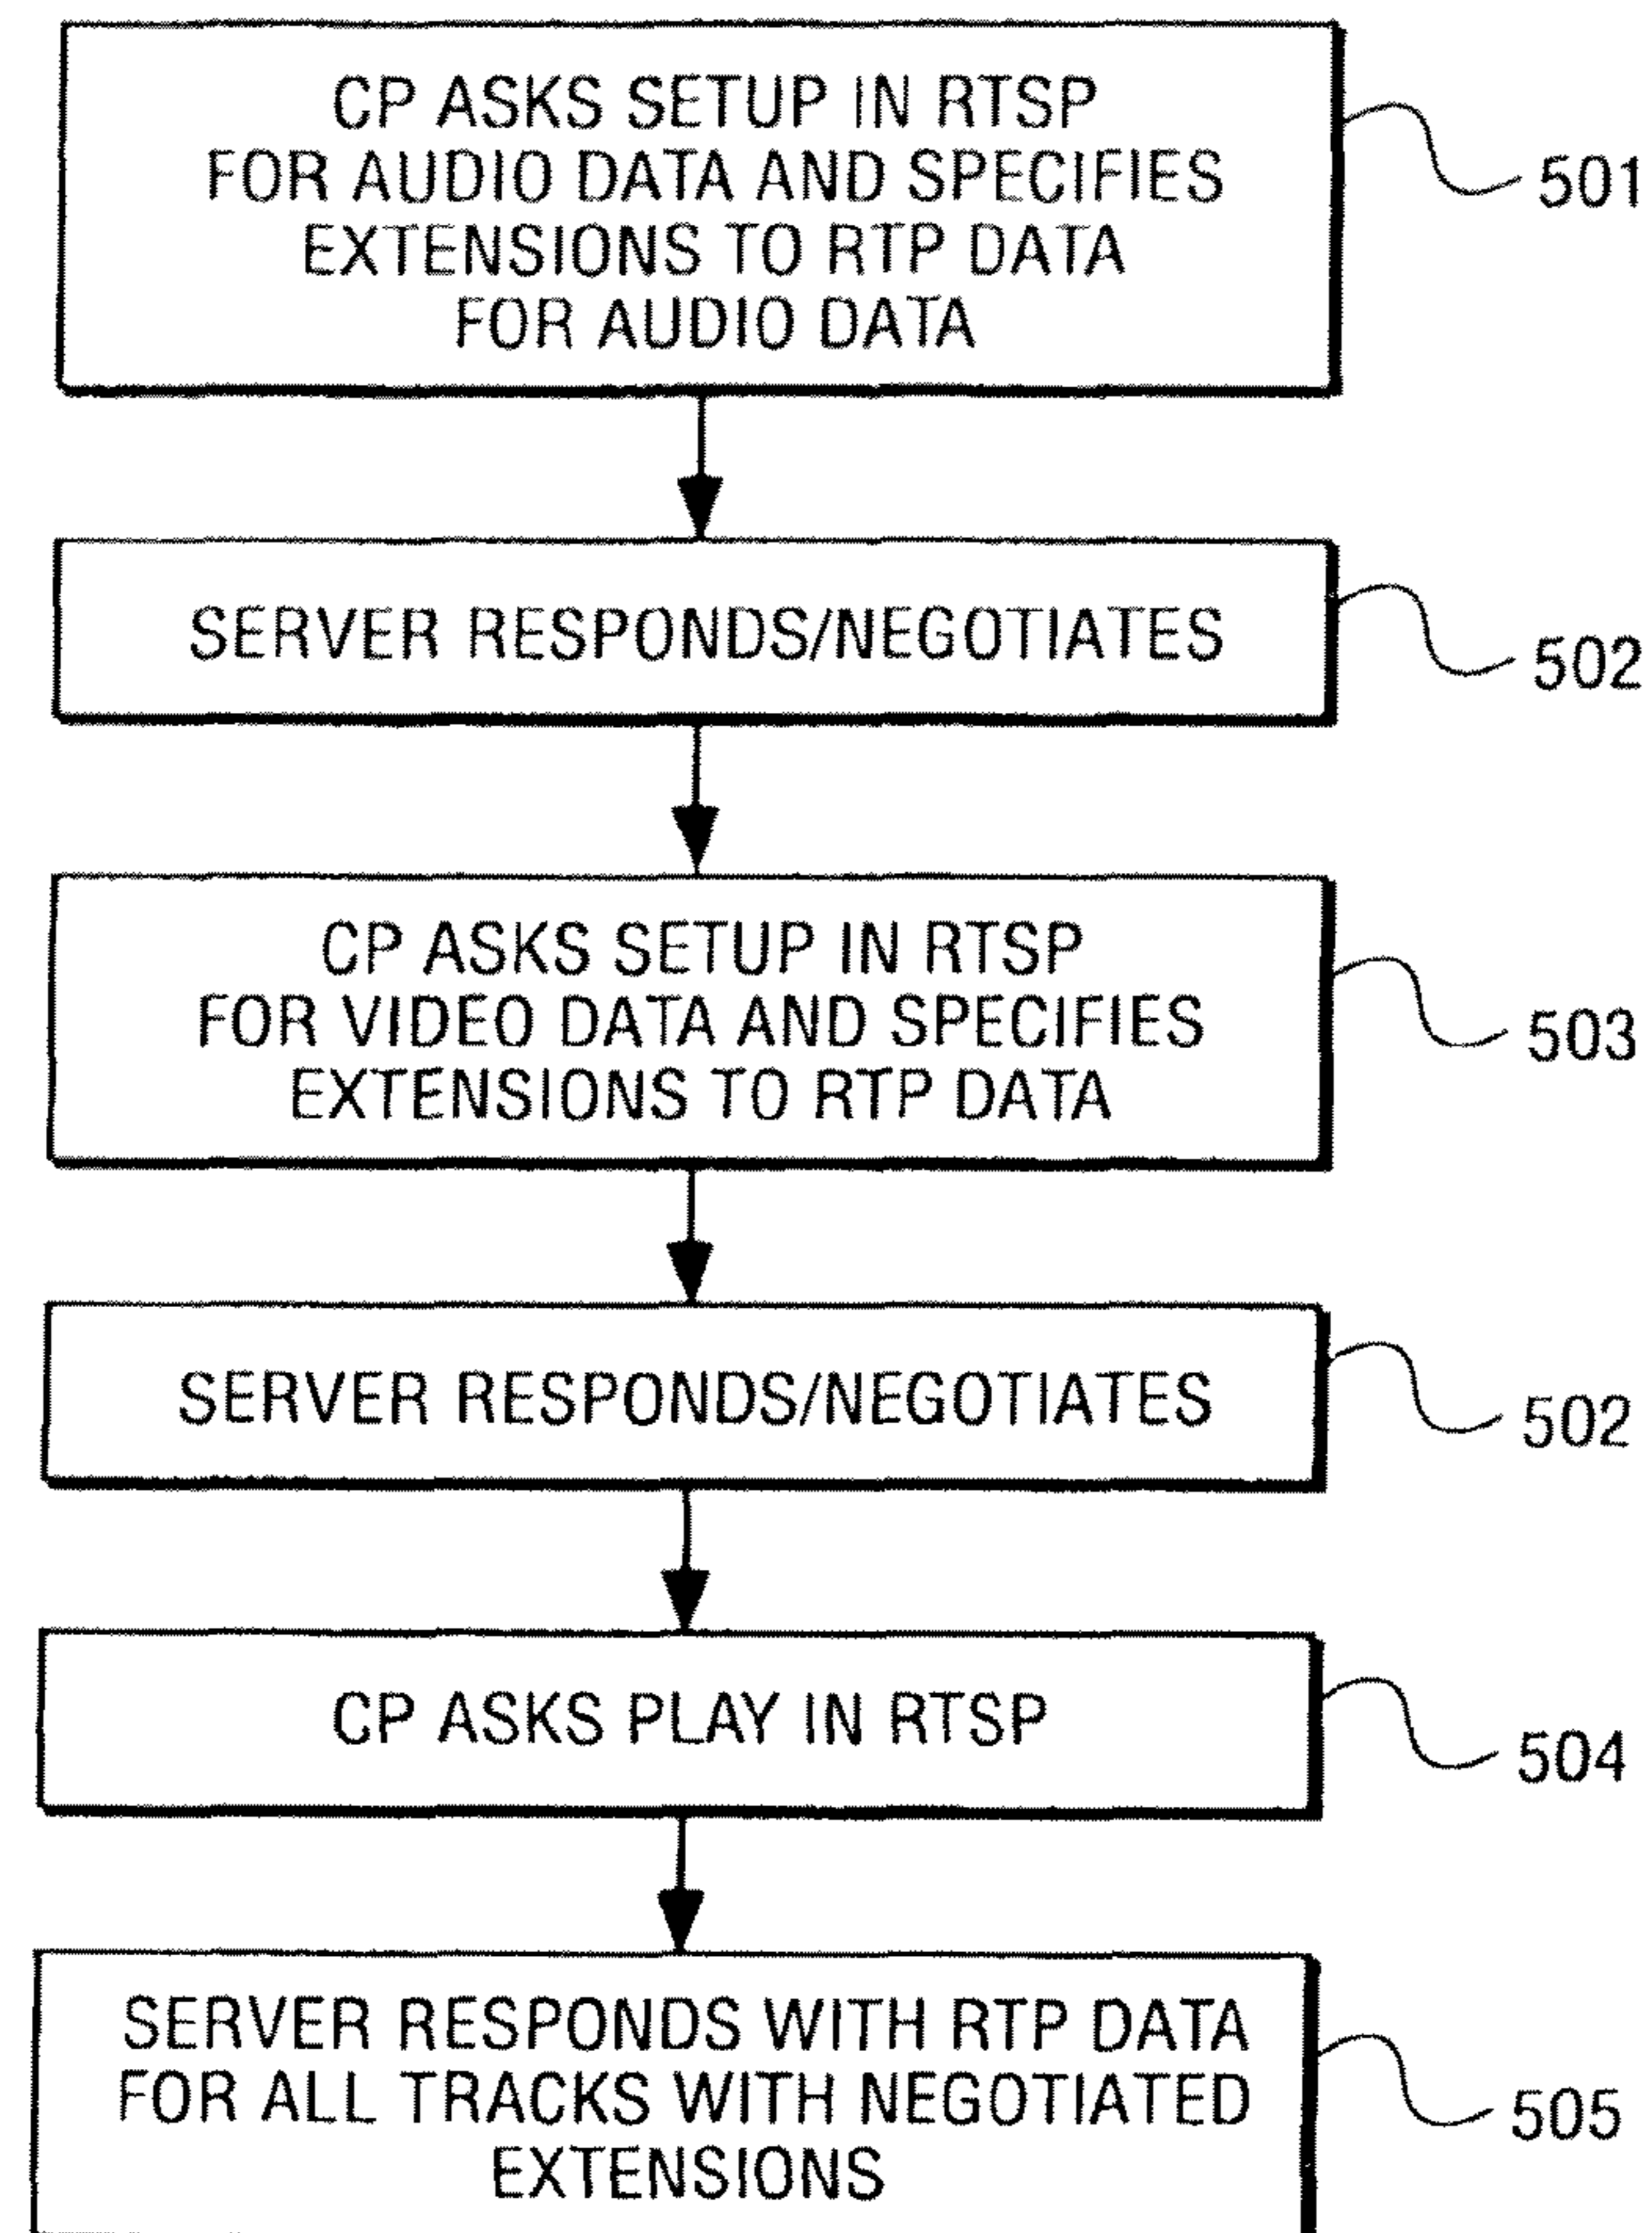 CP ASKS SETUP IN RTSP
FOR AUDIO DATA AND SPECIFIES
EXTENSIONS TO RTP DATA
FOR AUDIO DATA
501
SERVER RESPONDS/NEGOTIATES
502
CP ASKS SETUP IN RTSP
FOR VIDEO DATA AND SPECIFIES
EXTENSIONS TO RTP DATA
503
SERVER RESPONDS/NEGOTIATES
502
CP ASKS PLAY IN RTSP
504
SERVER RESPONDS WITH RTP DATA
FOR ALL TRACKS WITH NEGOTIATED
EXTENSIONS
505